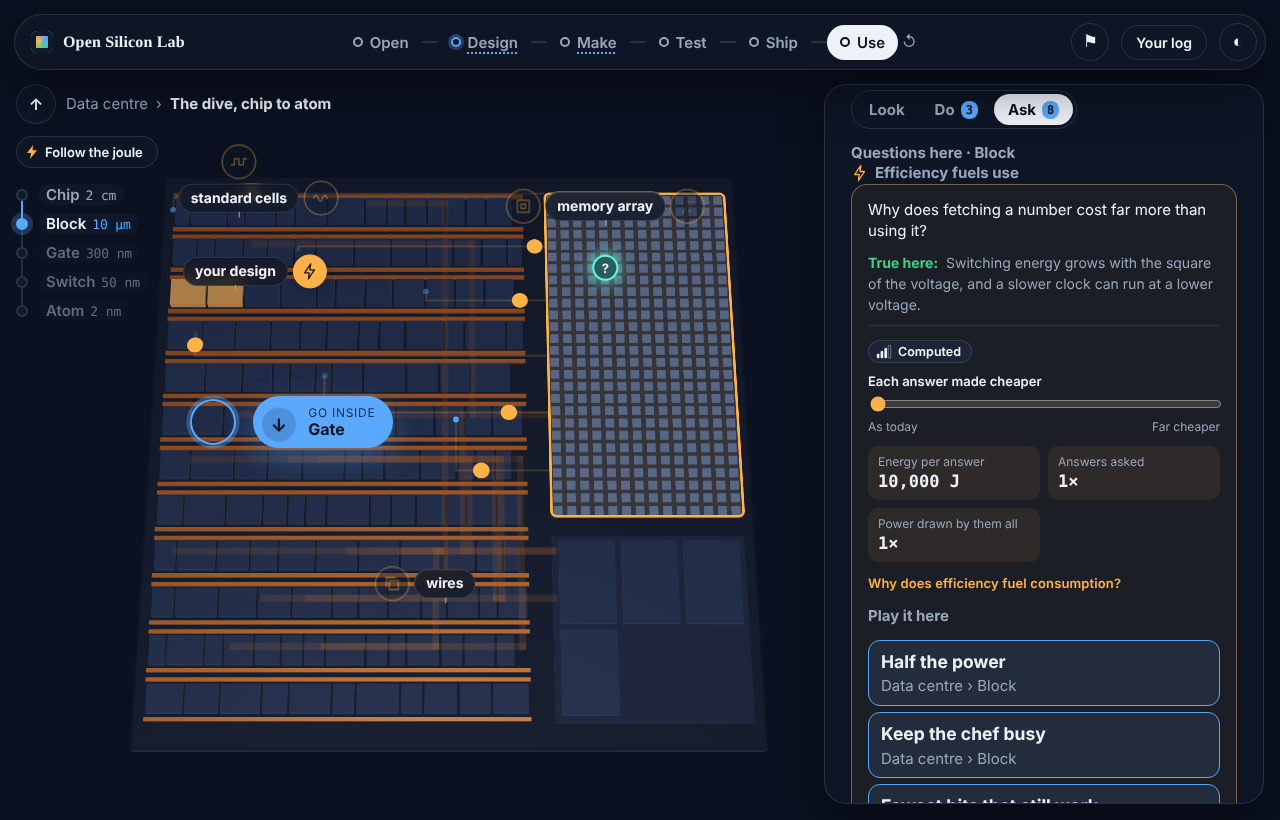 Open Silicon Lab
Open
Design
Make
Test
Ship
Use
Your log
Data centre › The dive, chip to atom
Follow the joule
Chip 2 cm
Block 10 µm
Gate 300 nm
Switch 50 nm
Atom 2 nm
standard cells
memory array
your design
?
GO INSIDE
Gate
wires
Look
Do 3
Ask 8
Questions here · Block
Efficiency fuels use
Why does fetching a number cost far more than
using it?
True here: Switching energy grows with the square
of the voltage, and a slower clock can run at a lower
voltage.
Computed
Each answer made cheaper
As today
Far cheaper
Energy per answer
10,000 J
Answers asked
1×
Power drawn by them all
1×
Why does efficiency fuel consumption?
Play it here
Half the power
Data centre › Block
Keep the chef busy
Data centre › Block